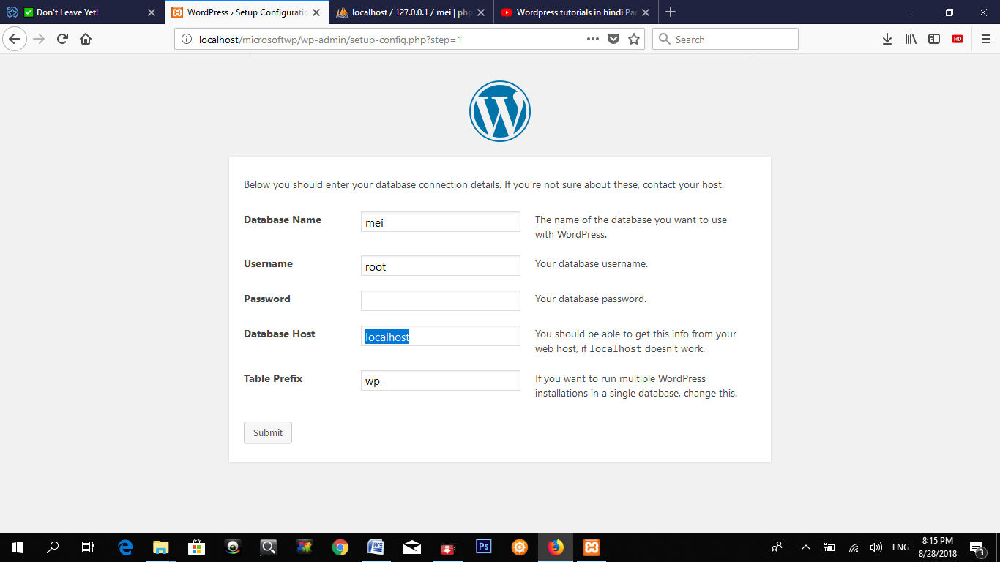 ✅ Don't Leave Yet!
WordPress › Setup Configuratio
localhost / 127.0.0.1 / mei | php
Wordpress tutorials in hindi Par
localhost/microsoftwp/wp-admin/setup-config.php?step=1
Search
HD
W
Below you should enter your database connection details. If you're not sure about these, contact your host.
Database Name
mei
The name of the database you want to use
with WordPress.
Username
root
Your database username.
Password
Your database password.
Database Host
localhost
You should be able to get this info from your
web host, if localhost doesn't work.
Table Prefix
wp_
If you want to run multiple WordPress
installations in a single database, change this.
Submit
Ps
ENG
8:15 PM
8/28/2018
3